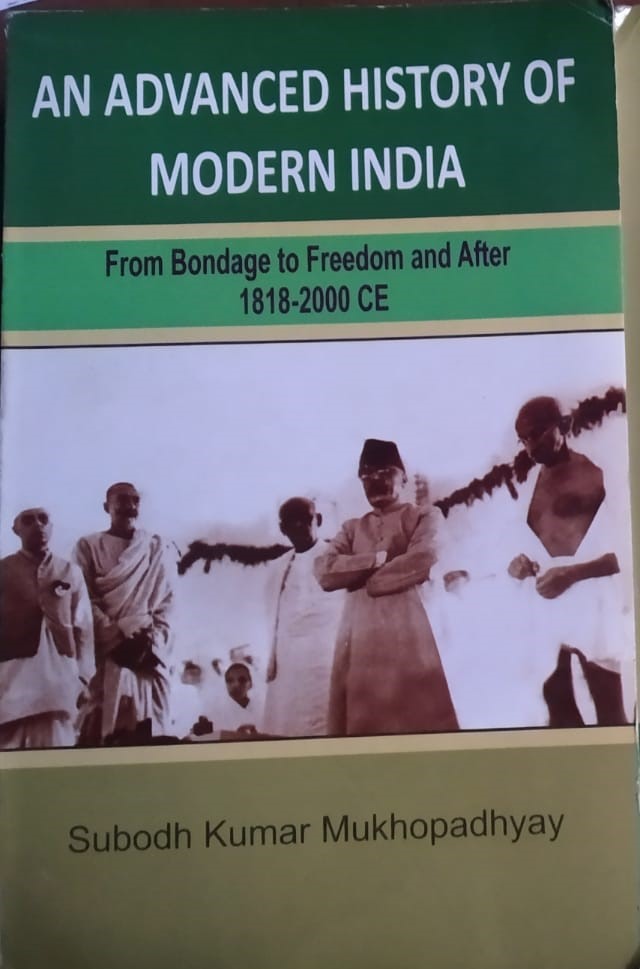 AN ADVANCED HISTORY OF
MODERN INDIA
From Bondage to Freedom and After
1818-2000 CE
Subodh Kumar Mukhopadhyay